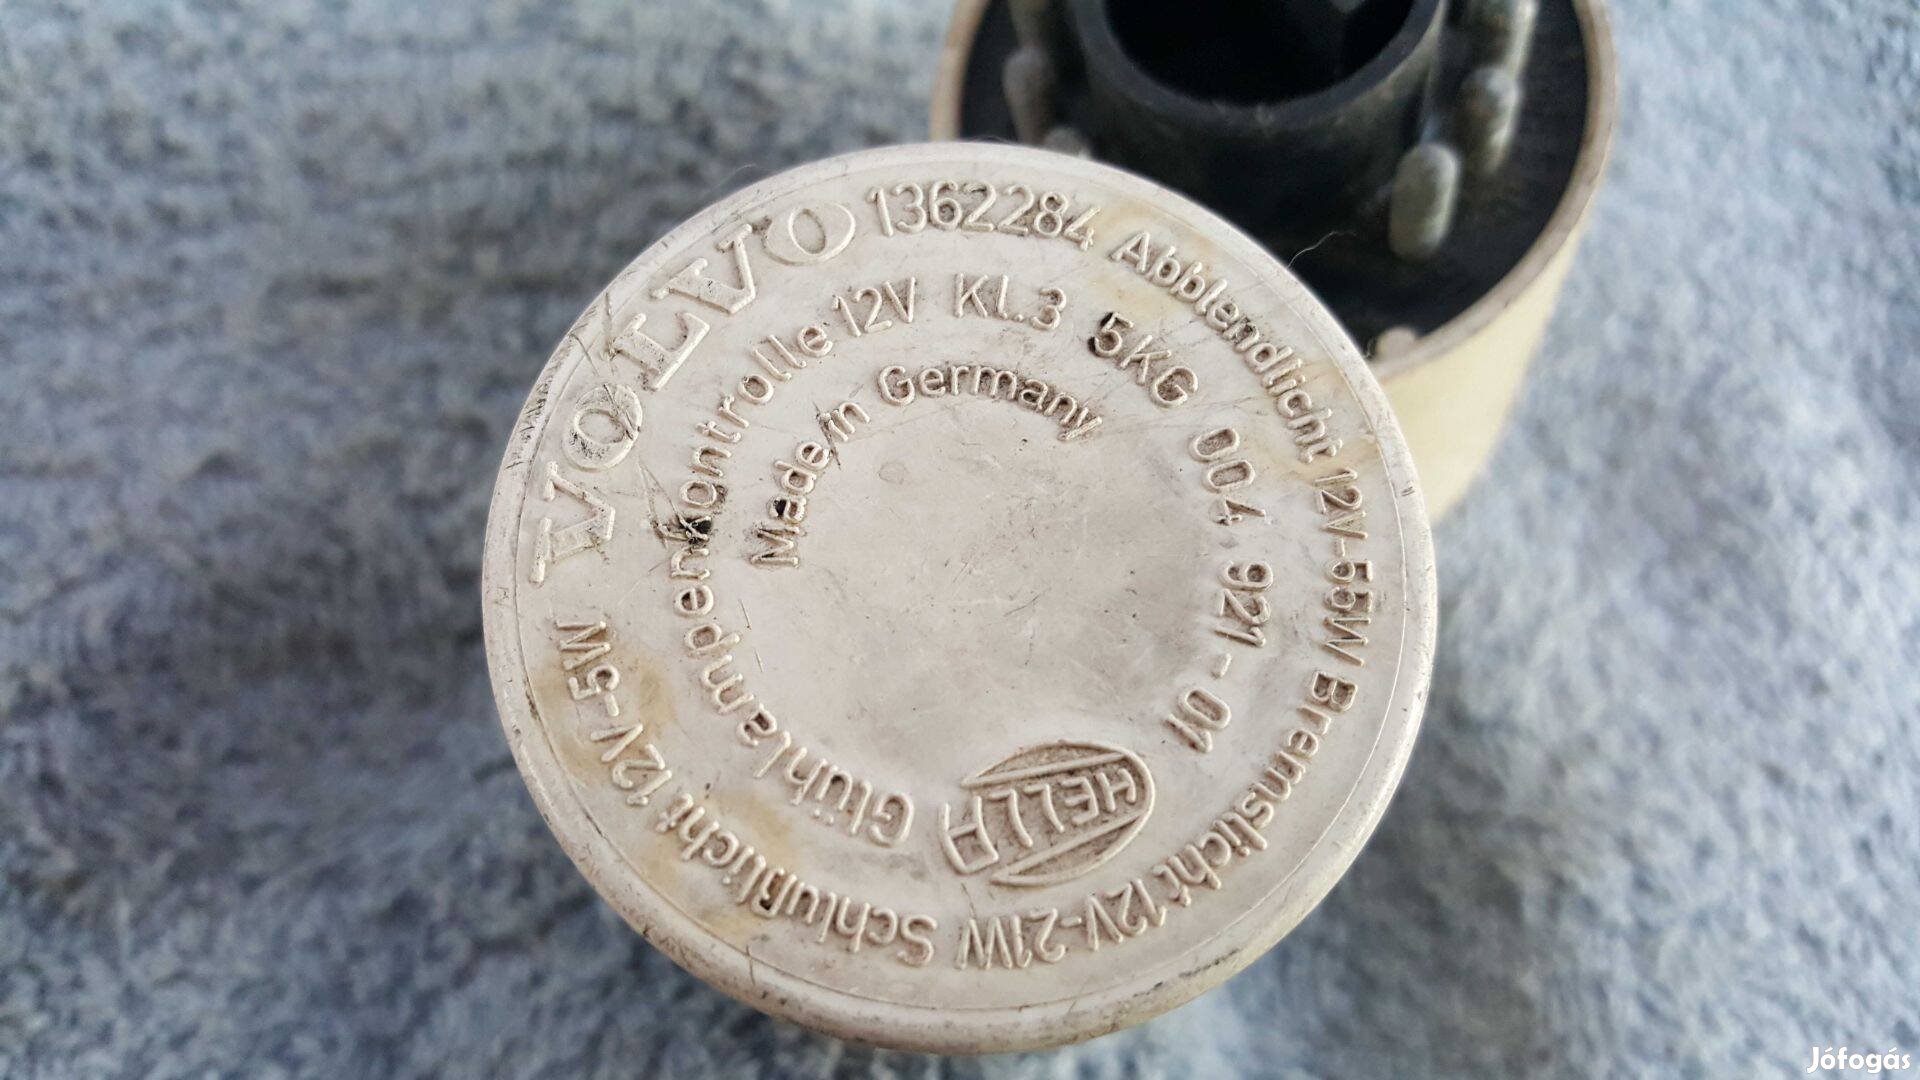 VOLVO 1362284 Abblendlicht 12V-55W Bremslicht 12V-21W Schlußlicht 12V-5W
Glühlampenkontrolle 12V Kl.3 5KG 004 921-01
HELLA
Made in Germany
Jófogás